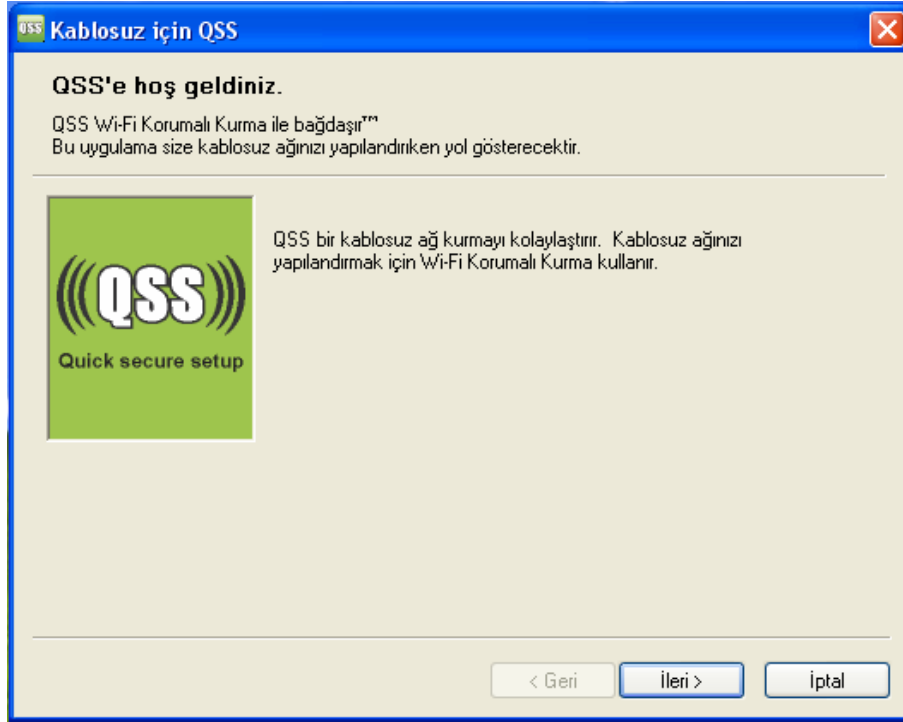 QSS
Kablosuz için QSS
QSS'e hoş geldiniz.
QSS Wi-Fi Korumalı Kurma ile bağdaşır™
Bu uygulama size kablosuz ağınızı yapılandırıken yol gösterecektir.
QSS bir kablosuz ağ kurmayı kolaylaştırır. Kablosuz ağınızı
yapılandırmak için Wi-Fi Korumalı Kurma kullanır.
(((QSS)))
Quick secure setup
< Geri
İleri >
İptal